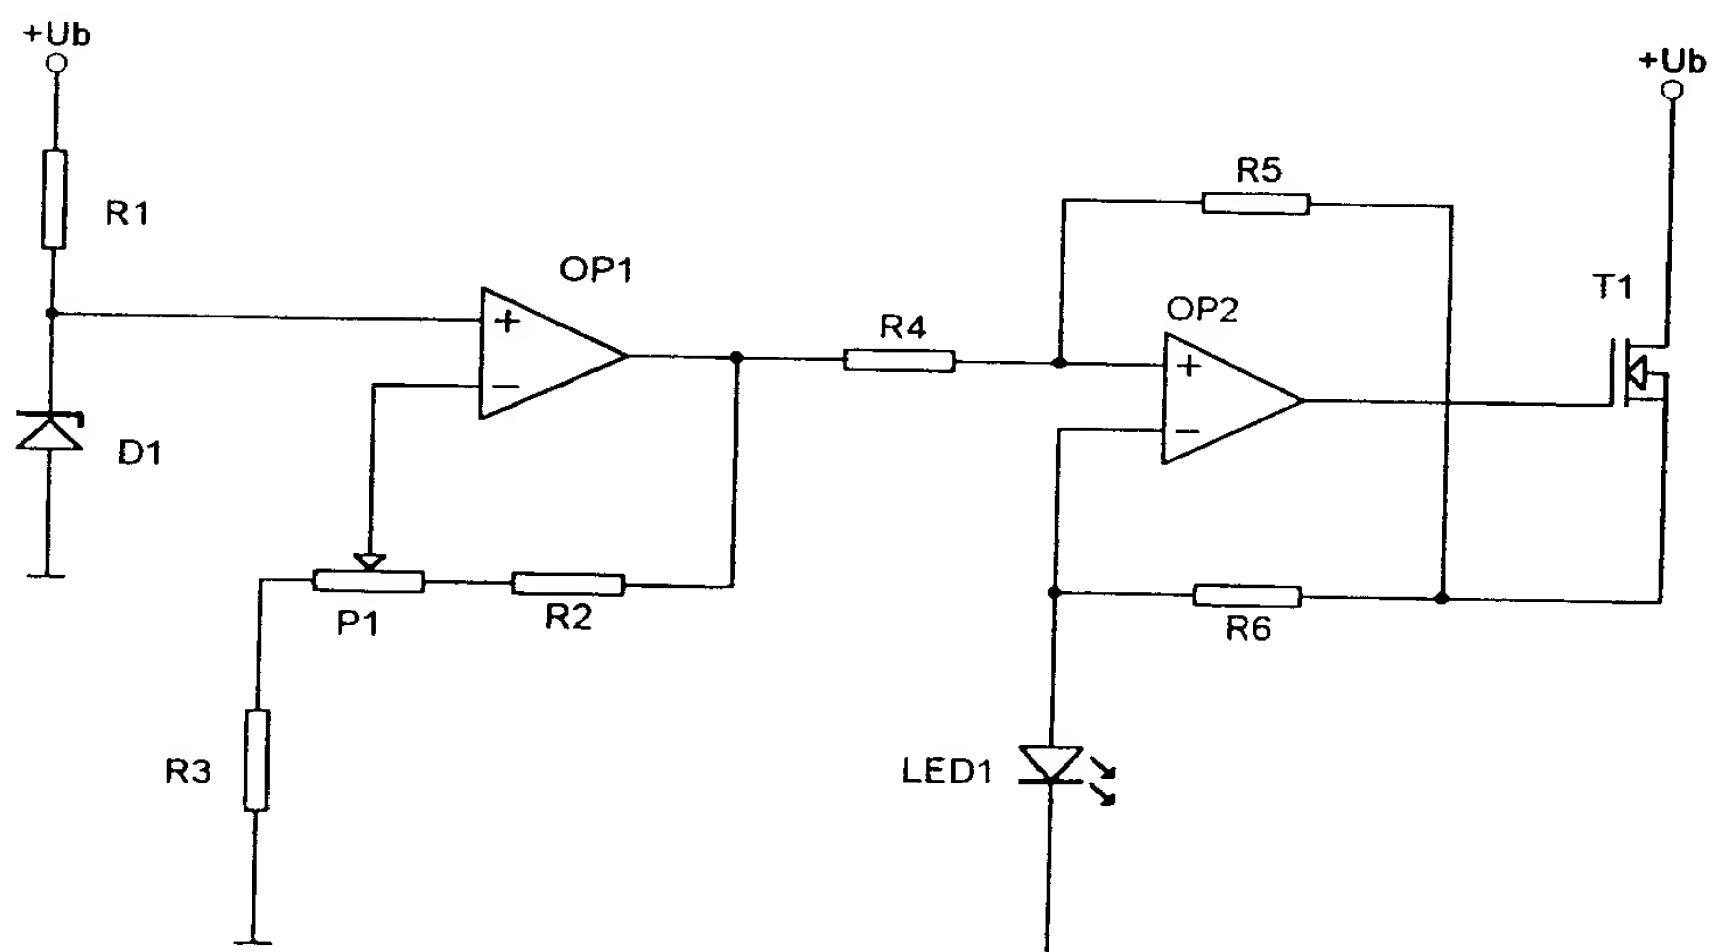 +Ub
+Ub
R5
R1
OP1
T1
OP2
R4
+
+
−
−
D1
P1
R2
R6
R3
LED1